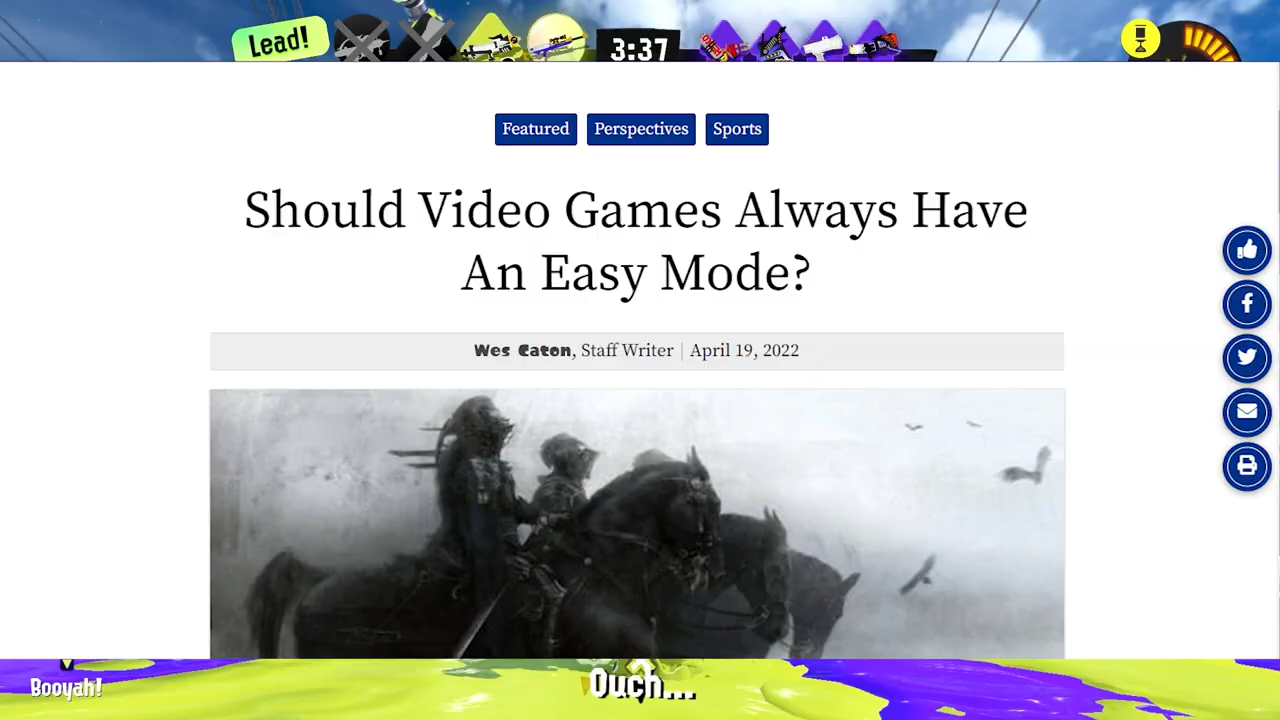 Lead!
3:37
Featured
Perspectives
Sports
Should Video Games Always Have
An Easy Mode?
Wes Caton, Staff Writer | April 19, 2022
Booyah!
Ouch...